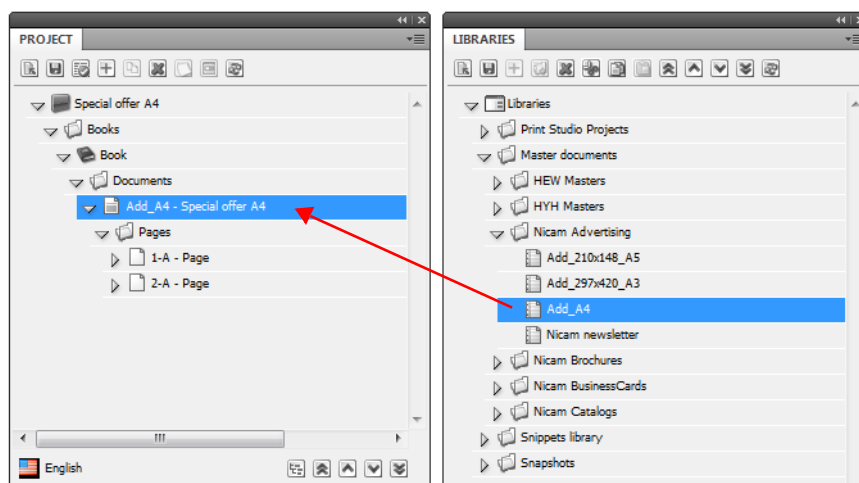 PROJECT
Special offer A4
Books
Book
Documents
Add_A4 - Special offer A4
Pages
1-A - Page
2-A - Page
English
LIBRARIES
Libraries
Print Studio Projects
Master documents
HEW Masters
HYH Masters
Nicam Advertising
Add_210x148_A5
Add_297x420_A3
Add_A4
Nicam newsletter
Nicam Brochures
Nicam BusinessCards
Nicam Catalogs
Snippets library
Snapshots